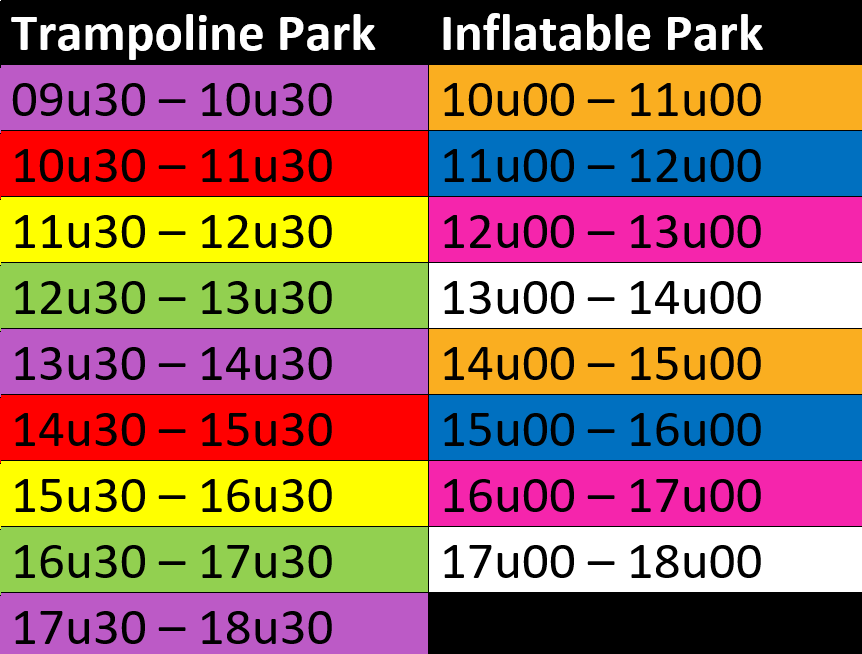 Trampoline Park Inflatable Park
09u30 – 10u30 10u00 – 11u00
10u30 – 11u30 11u00 – 12u00
11u30 – 12u30 12u00 – 13u00
12u30 – 13u30 13u00 – 14u00
13u30 – 14u30 14u00 – 15u00
14u30 – 15u30 15u00 – 16u00
15u30 – 16u30 16u00 – 17u00
16u30 – 17u30 17u00 – 18u00
17u30 – 18u30